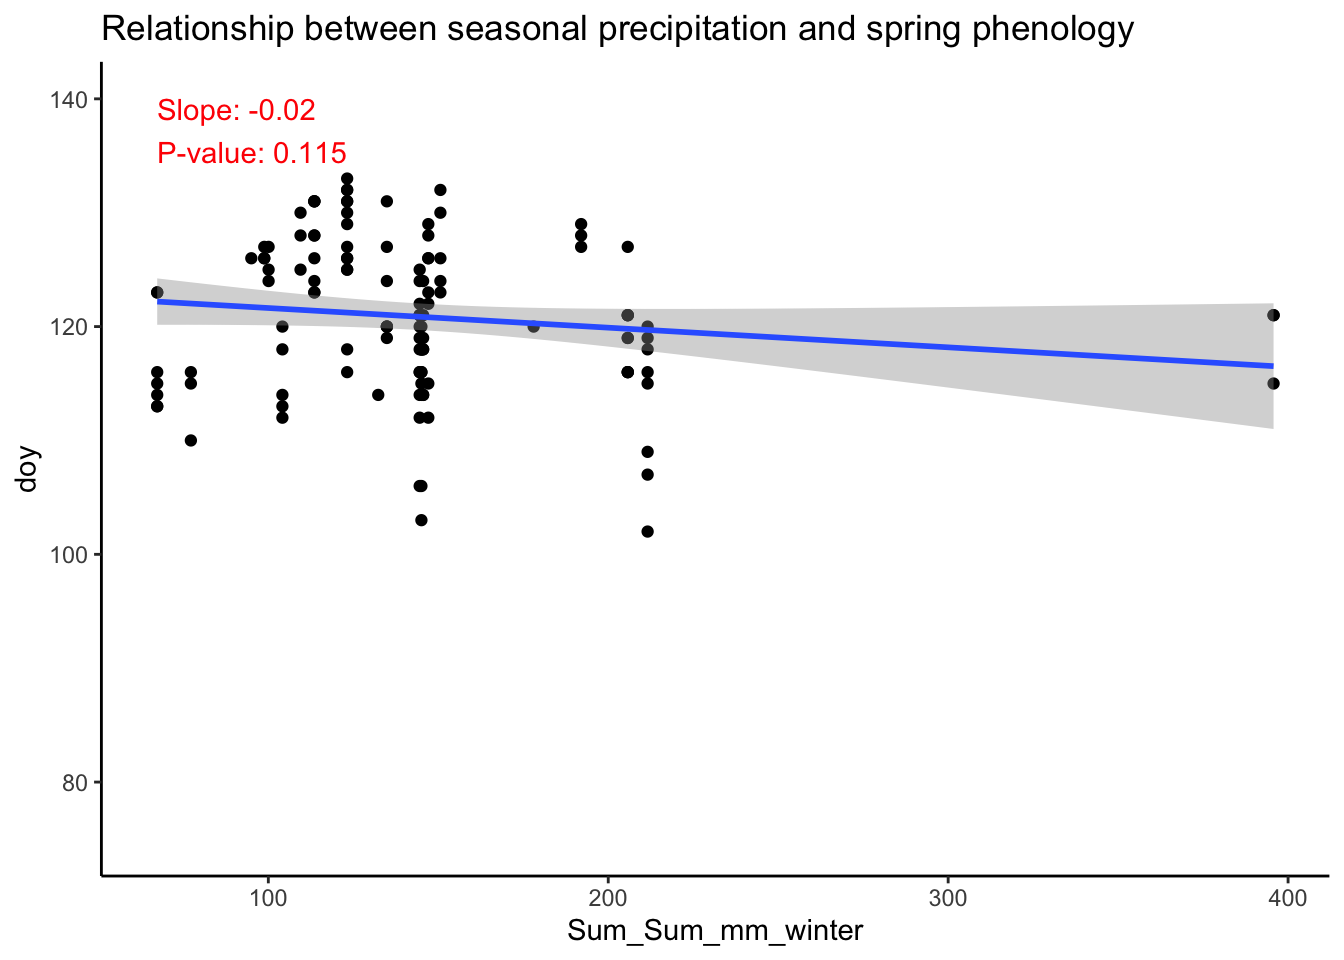 Relationship between seasonal precipitation and spring phenology
140
Slope: -0.02
P-value: 0.115
120
doy
100
80
100 200 300 400
Sum_Sum_mm_winter